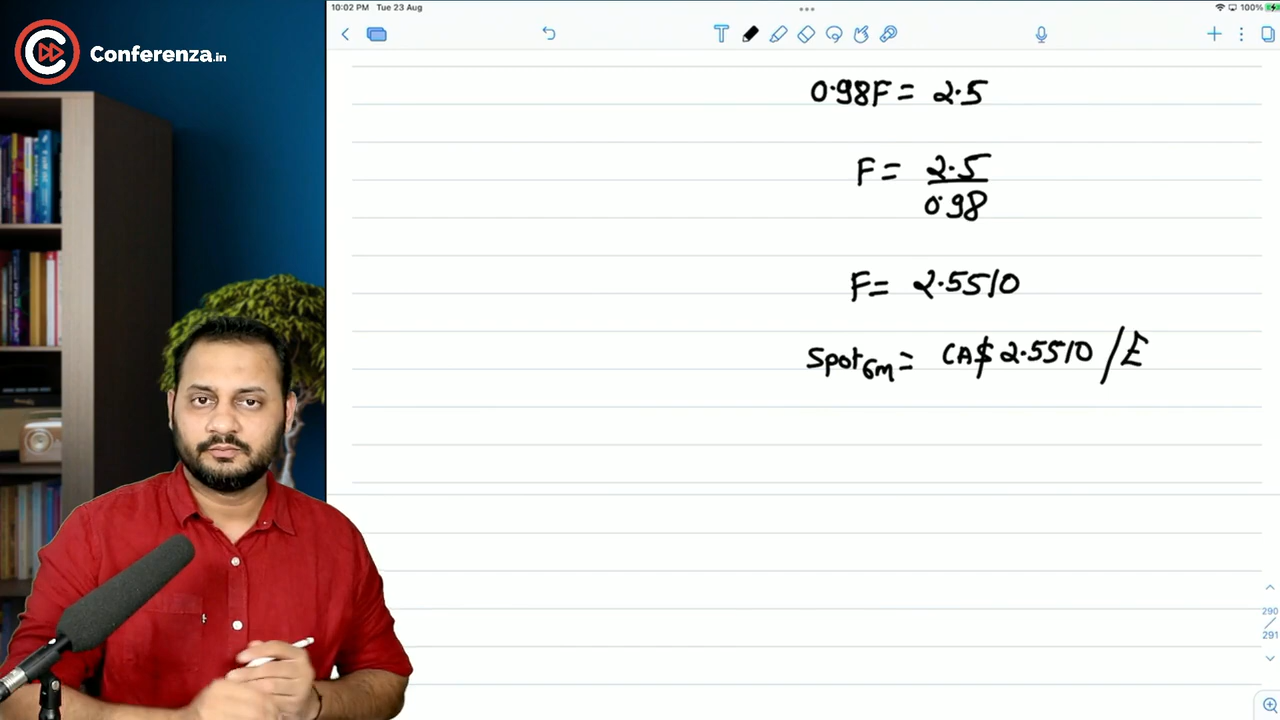 10:02 PM Tue 23 Aug
100%
Conferenza.in
0.98F = 2.5
F = 2.5
0.98
F = 2.5510
Spot6m = CA$ 2.5510 / £
290
291